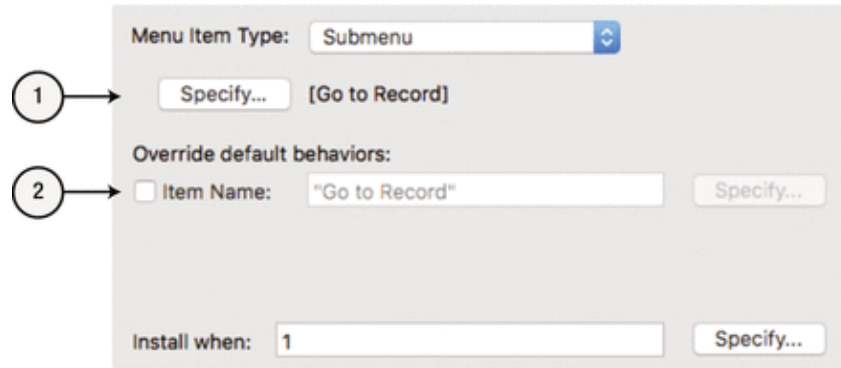 Menu Item Type: Submenu
1 Specify... [Go to Record]
Override default behaviors:
2 Item Name: "Go to Record" Specify...
Install when: 1 Specify...